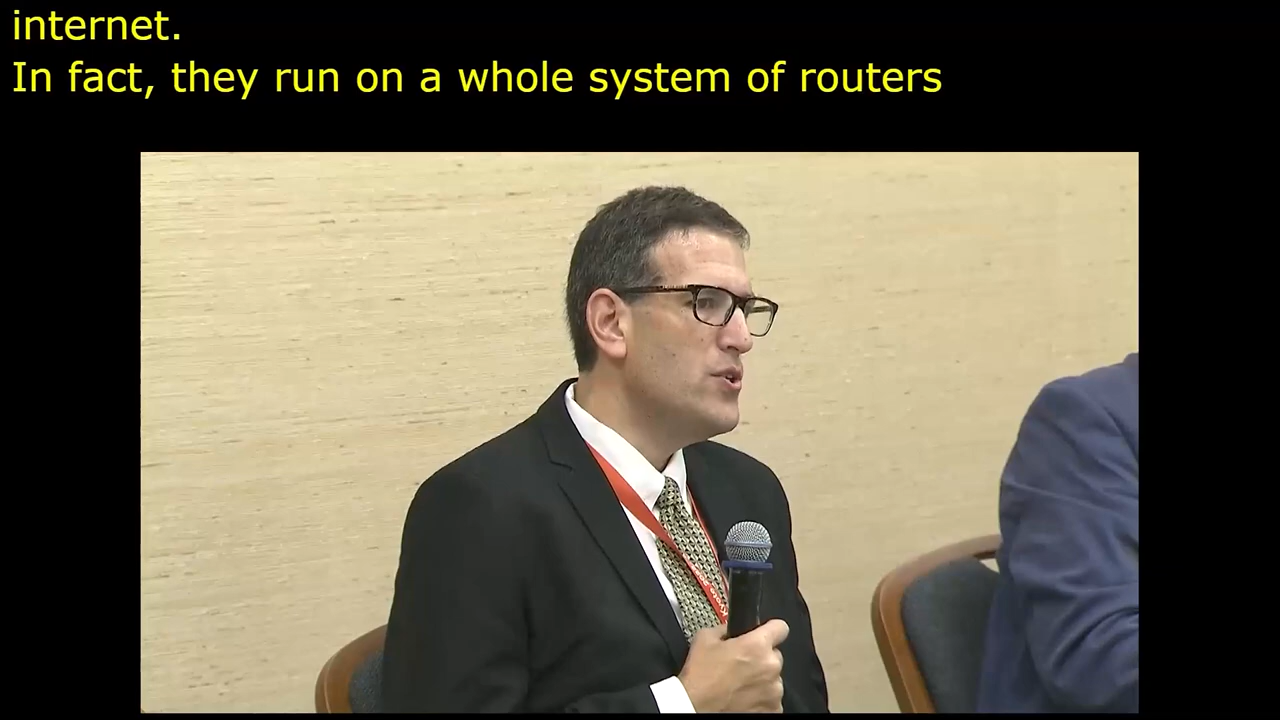 internet.
In fact, they run on a whole system of routers